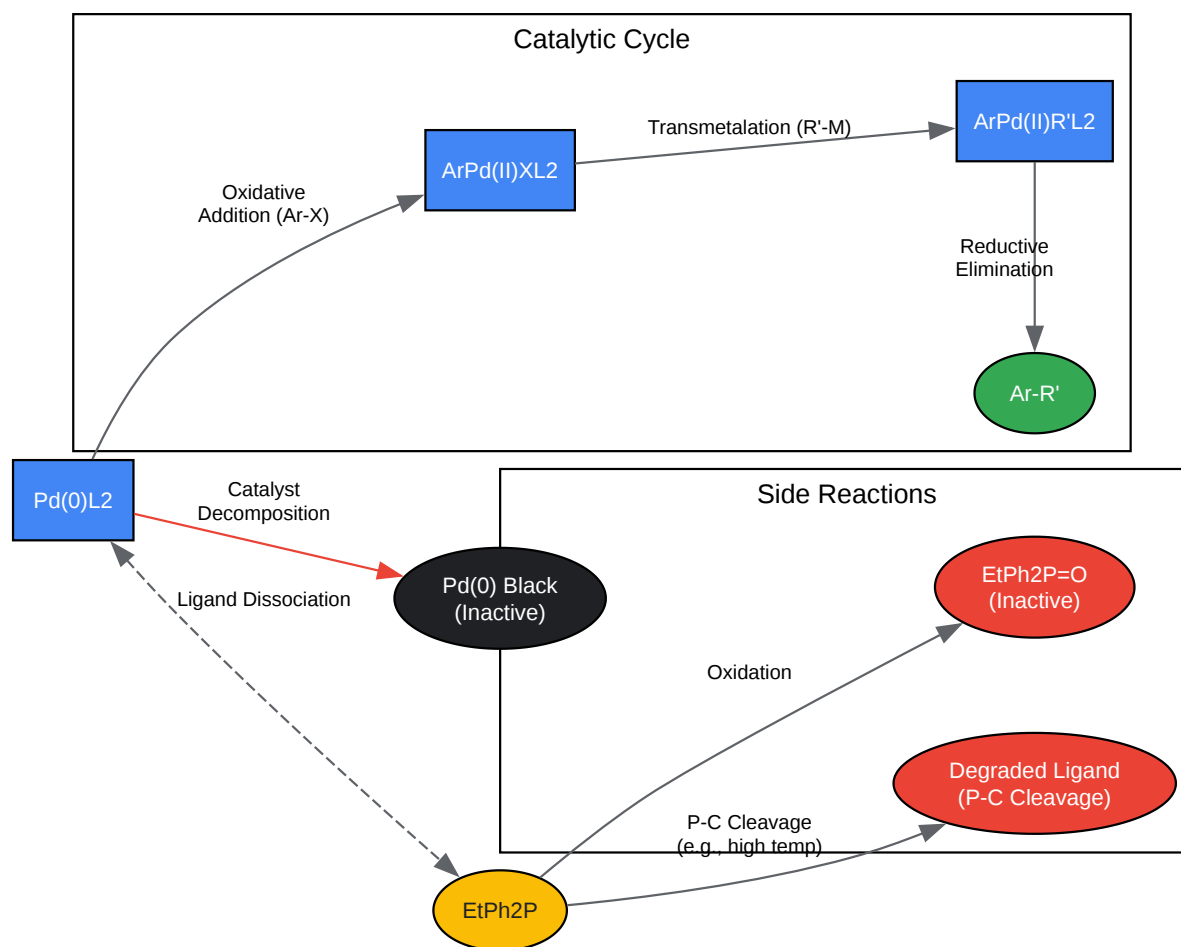 Catalytic Cycle
ArPd(II)R'L2
Transmetalation (R'-M)
ArPd(II)XL2
Oxidative
Addition (Ar-X)
Reductive
Elimination
Ar-R'
Pd(0)L2
Catalyst
Decomposition
Side Reactions
Pd(0) Black
(Inactive)
EtPh2P=O
(Inactive)
Ligand Dissociation
Oxidation
Degraded Ligand
(P-C Cleavage)
P-C Cleavage
(e.g., high temp)
EtPh2P